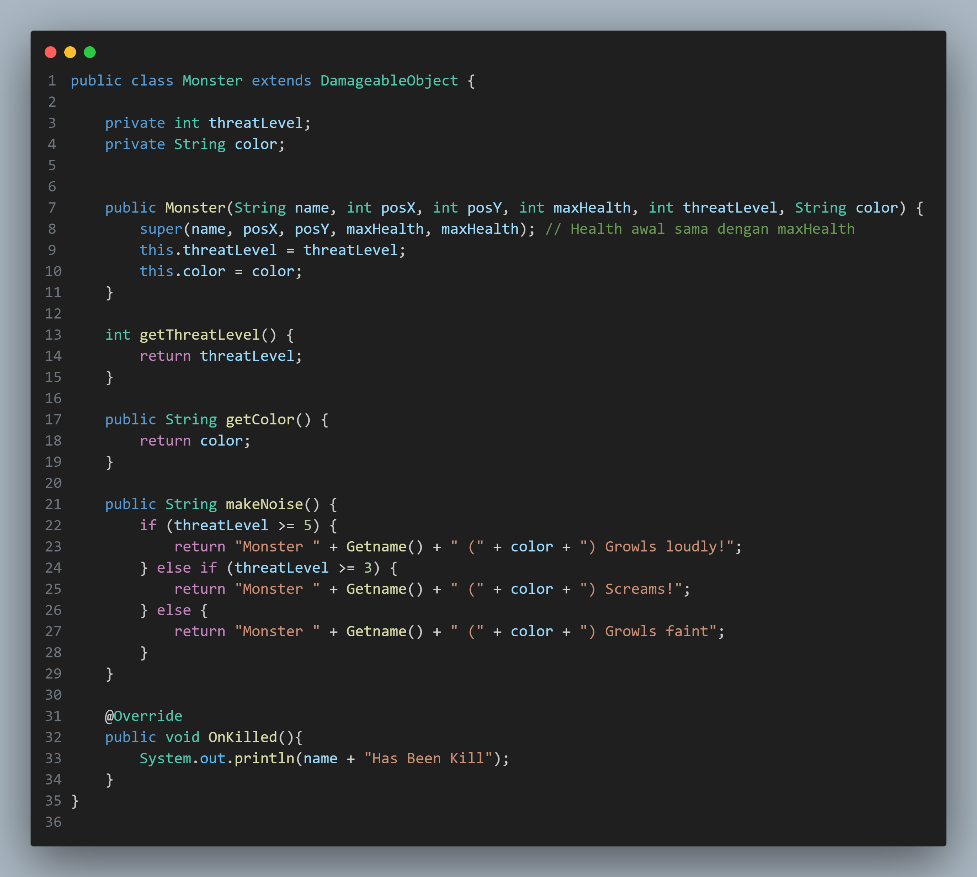 1 public class Monster extends DamageableObject {
2
3     private int threatLevel;
4     private String color;
5
6
7     public Monster(String name, int posX, int posY, int maxHealth, int threatLevel, String color) {
8         super(name, posX, posY, maxHealth, maxHealth); // Health awal sama dengan maxHealth
9         this.threatLevel = threatLevel;
10         this.color = color;
11     }
12
13     int getThreatLevel() {
14         return threatLevel;
15     }
16
17     public String getColor() {
18         return color;
19     }
20
21     public String makeNoise() {
22         if (threatLevel >= 5) {
23             return "Monster " + Getname() + " (" + color + ") Growls loudly!";
24         } else if (threatLevel >= 3) {
25             return "Monster " + Getname() + " (" + color + ") Screams!";
26         } else {
27             return "Monster " + Getname() + " (" + color + ") Growls faint";
28         }
29     }
30
31     @Override
32     public void OnKilled(){
33         System.out.println(name + "Has Been Kill");
34     }
35 }
36